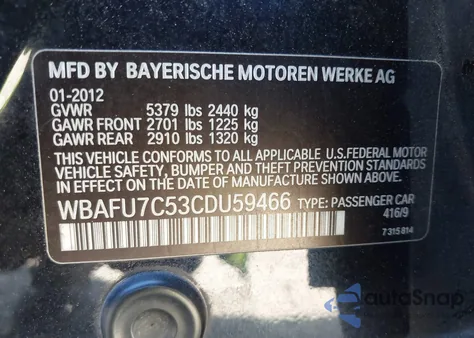 MFD BY BAYERISCHE MOTOREN WERKE AG
01-2012
GVWR 5379 lbs 2440 kg
GAWR FRONT 2701 lbs 1225 kg
GAWR REAR 2910 lbs 1320 kg
THIS VEHICLE CONFORMS TO ALL APPLICABLE U.S.FEDERAL MOTOR
VEHICLE SAFETY, BUMPER AND THEFT PREVENTION STANDARDS
IN EFFECT ON THE DATE OF MANUFACTURE SHOWN ABOVE.
WBAFU7C53CDU59466 TYPE: PASSENGER CAR
416/9
7 315 814
autoSnap